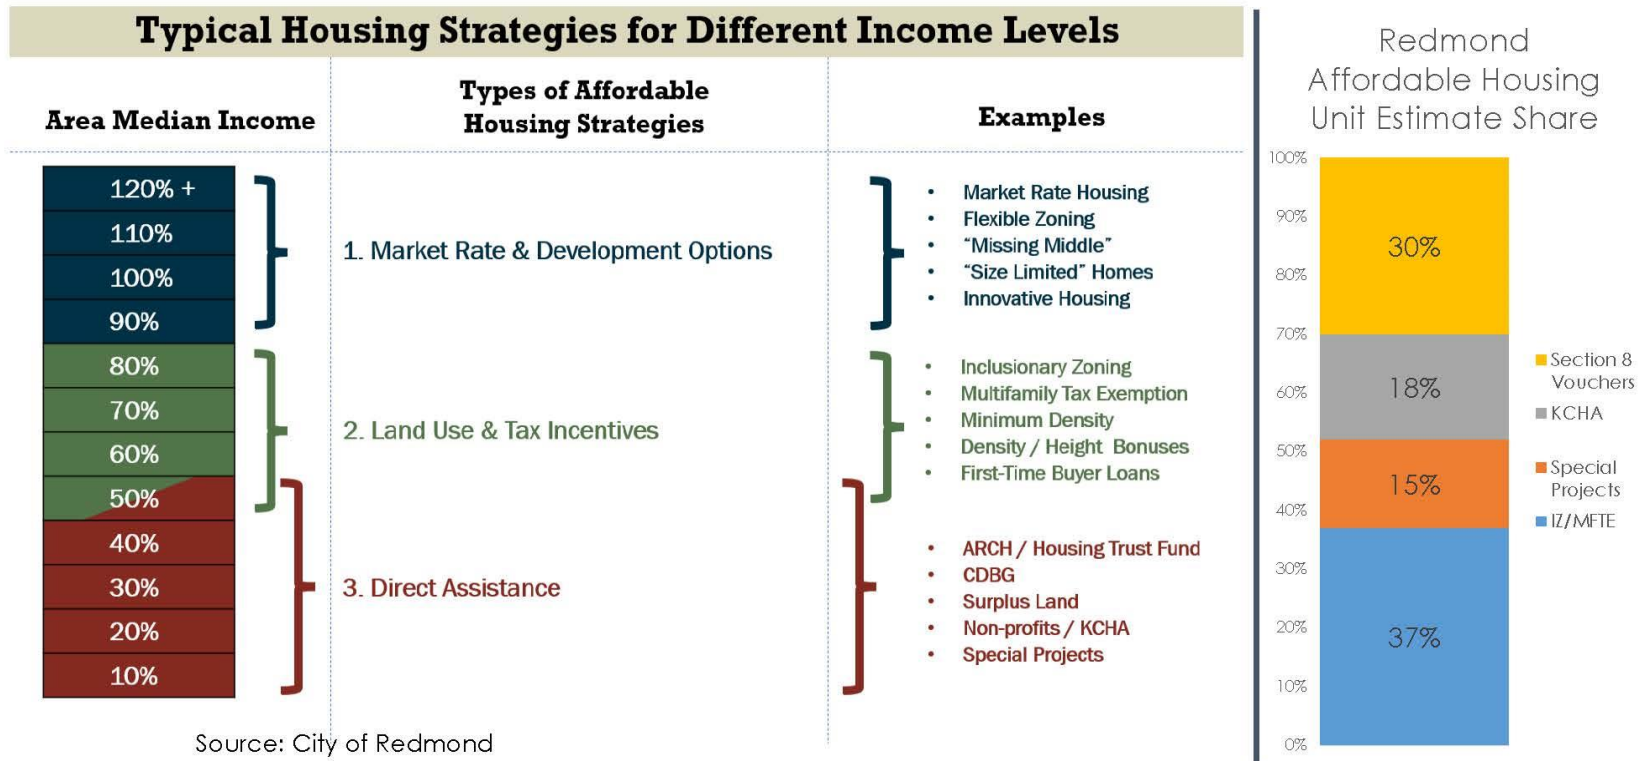 Typical Housing Strategies for Different Income Levels
Area Median Income
Types of Affordable
Housing Strategies
Examples
120% +
110%
100%
90%
80%
70%
60%
50%
40%
30%
20%
10%
1. Market Rate & Development Options
2. Land Use & Tax Incentives
3. Direct Assistance
• Market Rate Housing
• Flexible Zoning
• “Missing Middle”
• “Size Limited” Homes
• Innovative Housing
• Inclusionary Zoning
• Multifamily Tax Exemption
• Minimum Density
• Density / Height Bonuses
• First-Time Buyer Loans
• ARCH / Housing Trust Fund
• CDBG
• Surplus Land
• Non-profits / KCHA
• Special Projects
Source: City of Redmond
Redmond
Affordable Housing
Unit Estimate Share
100%
90%
80%
70%
60%
50%
40%
30%
20%
10%
0%
30%
18%
15%
37%
Section 8
Vouchers
KCHA
Special
Projects
IZ/MFTE